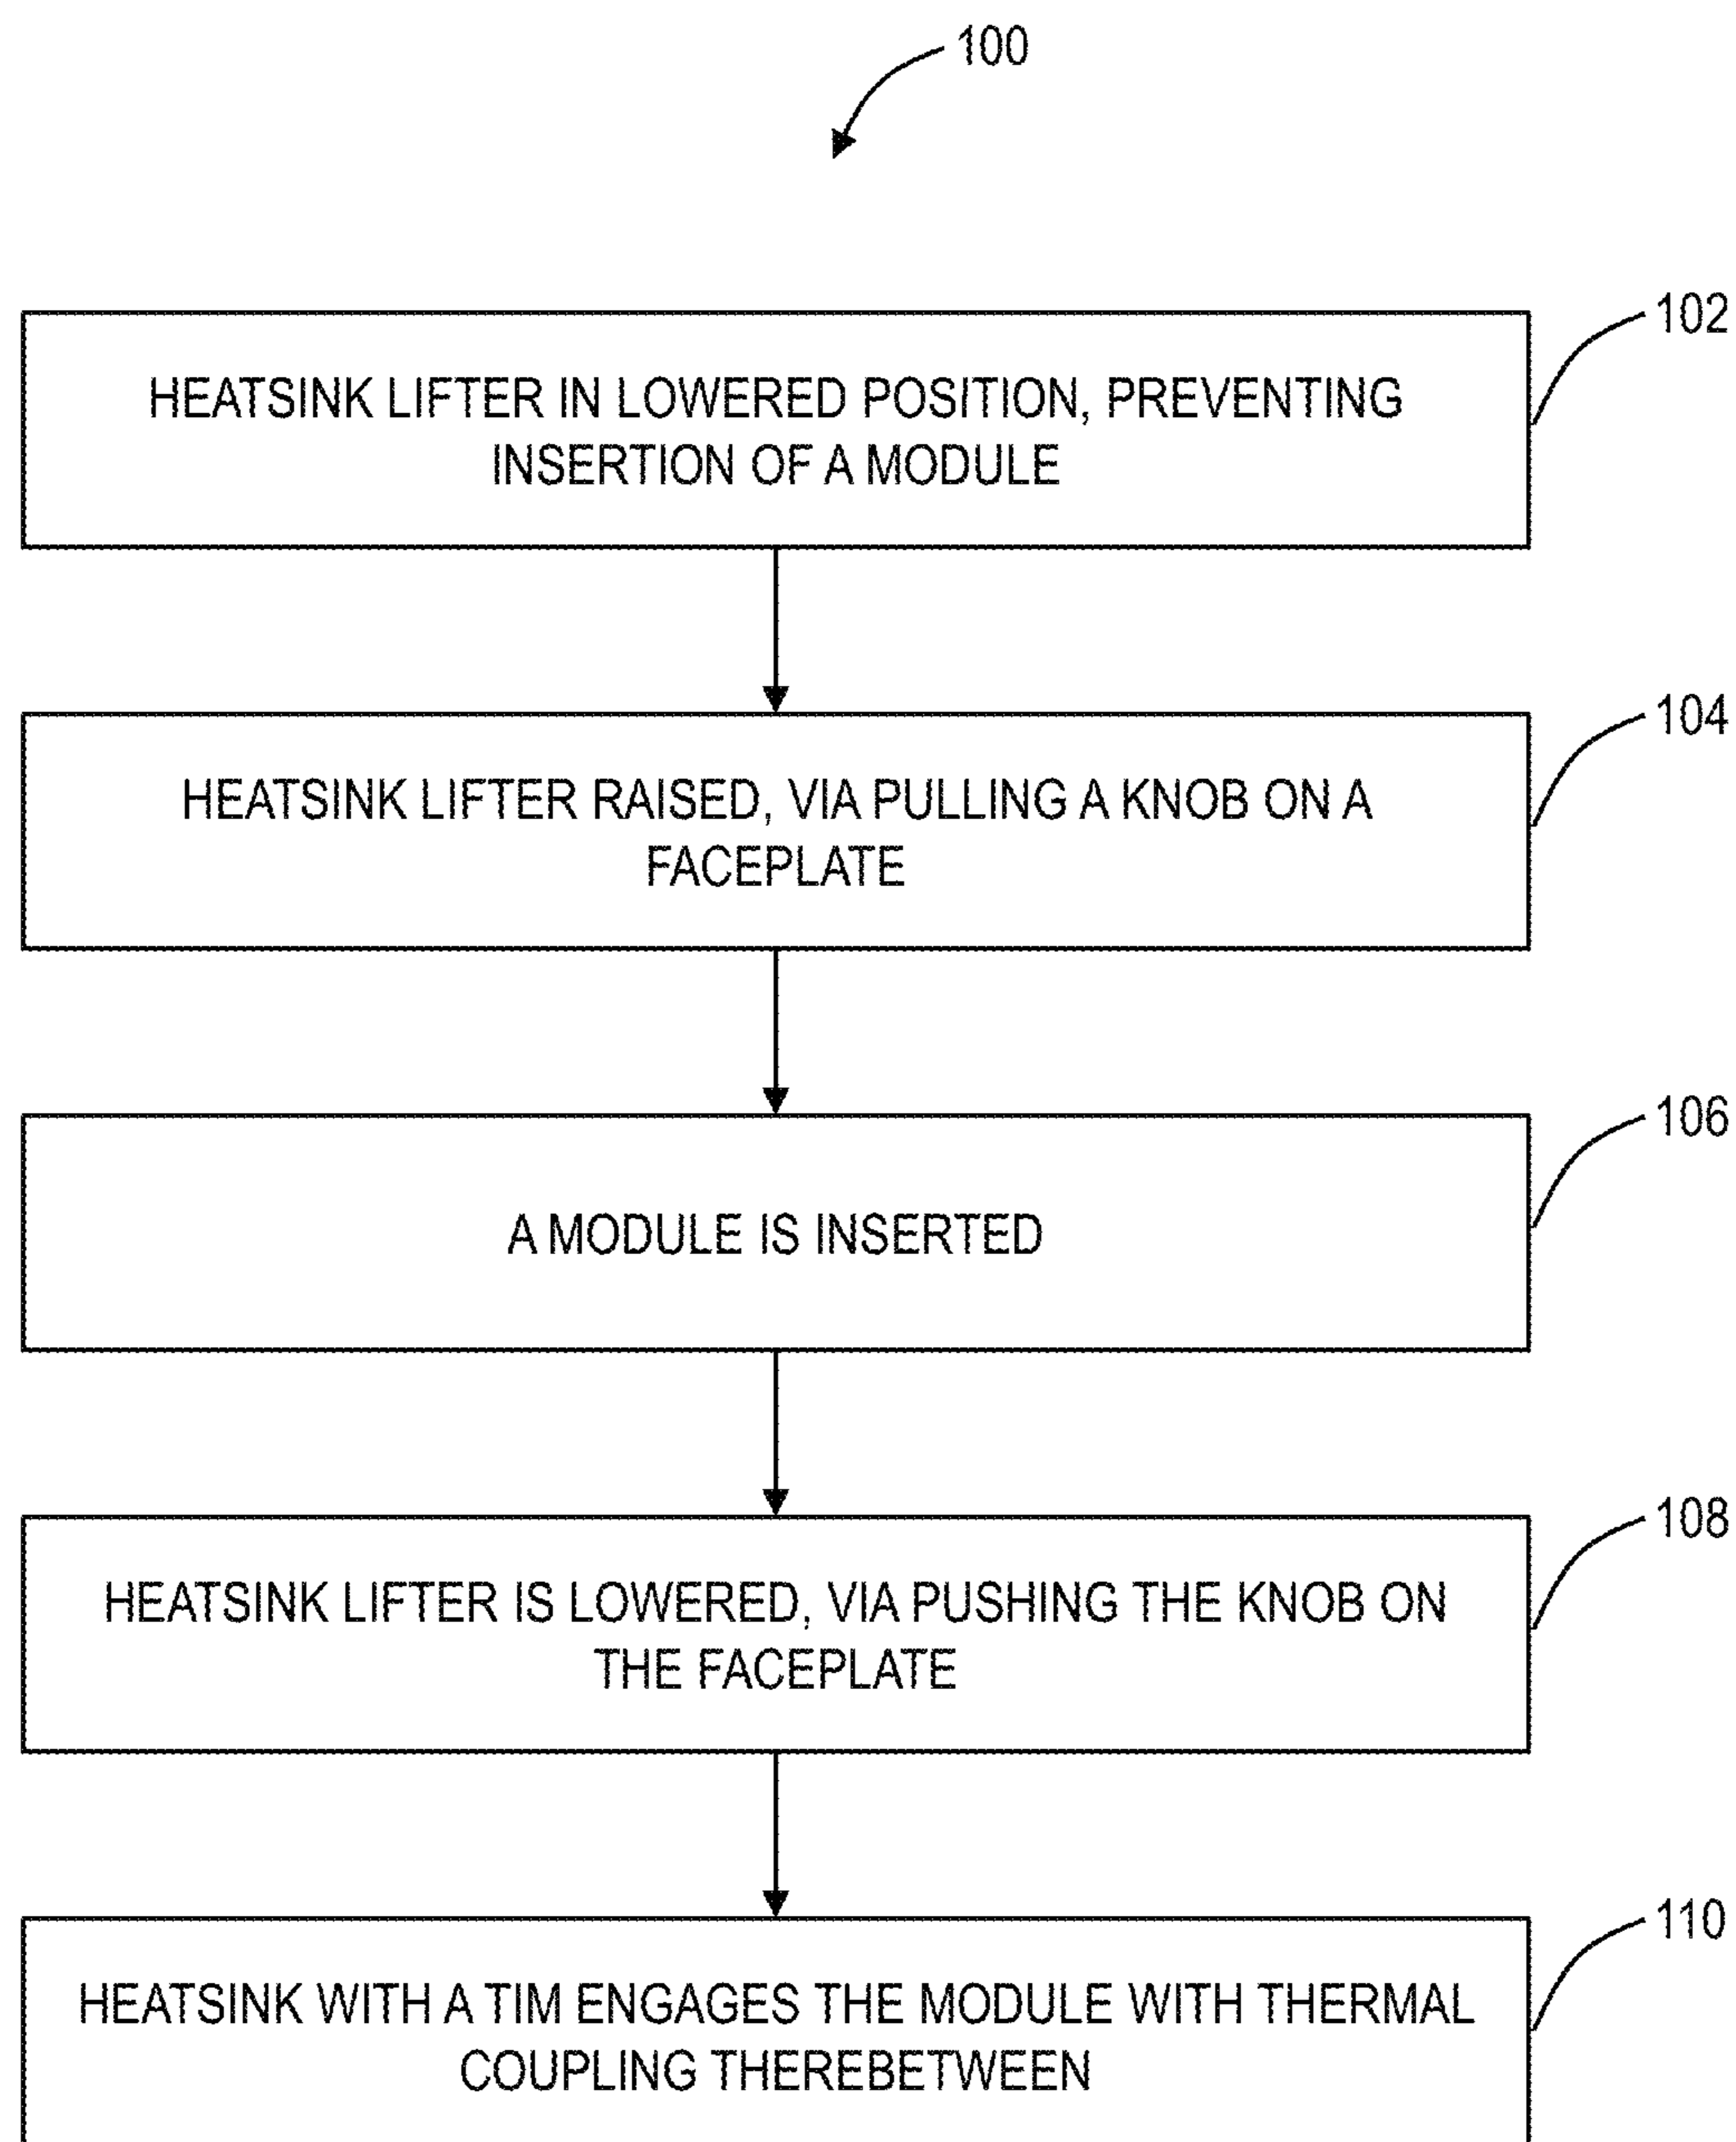 100
102
HEATSINK LIFTER IN LOWERED POSITION, PREVENTING
INSERTION OF A MODULE
104
HEATSINK LIFTER RAISED, VIA PULLING A KNOB ON A
FACEPLATE
106
A MODULE IS INSERTED
108
HEATSINK LIFTER IS LOWERED, VIA PUSHING THE KNOB ON
THE FACEPLATE
110
HEATSINK WITH A TIM ENGAGES THE MODULE WITH THERMAL
COUPLING THEREBETWEEN